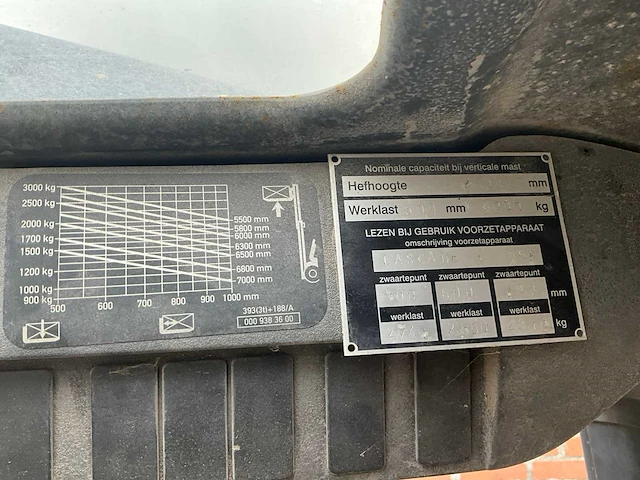 3000 kg
2500 kg
2000 kg
1700 kg
1500 kg
1200 kg
1000 kg
900 kg
5500 mm
5800 mm
6000 mm
6300 mm
6500 mm
6800 mm
7000 mm
500 600 700 800 900 1000 mm
393(3t)+188/A
000 938 36 00
Nominale capaciteit bij verticale mast
Hefhoogte mm
Werklast mm kg
LEZEN BIJ GEBRUIK VOORZETAPPARAAT
omschrijving voorzetapparaat
zwaartepunt zwaartepunt zwaartepunt
mm
werklast werklast werklast
kg